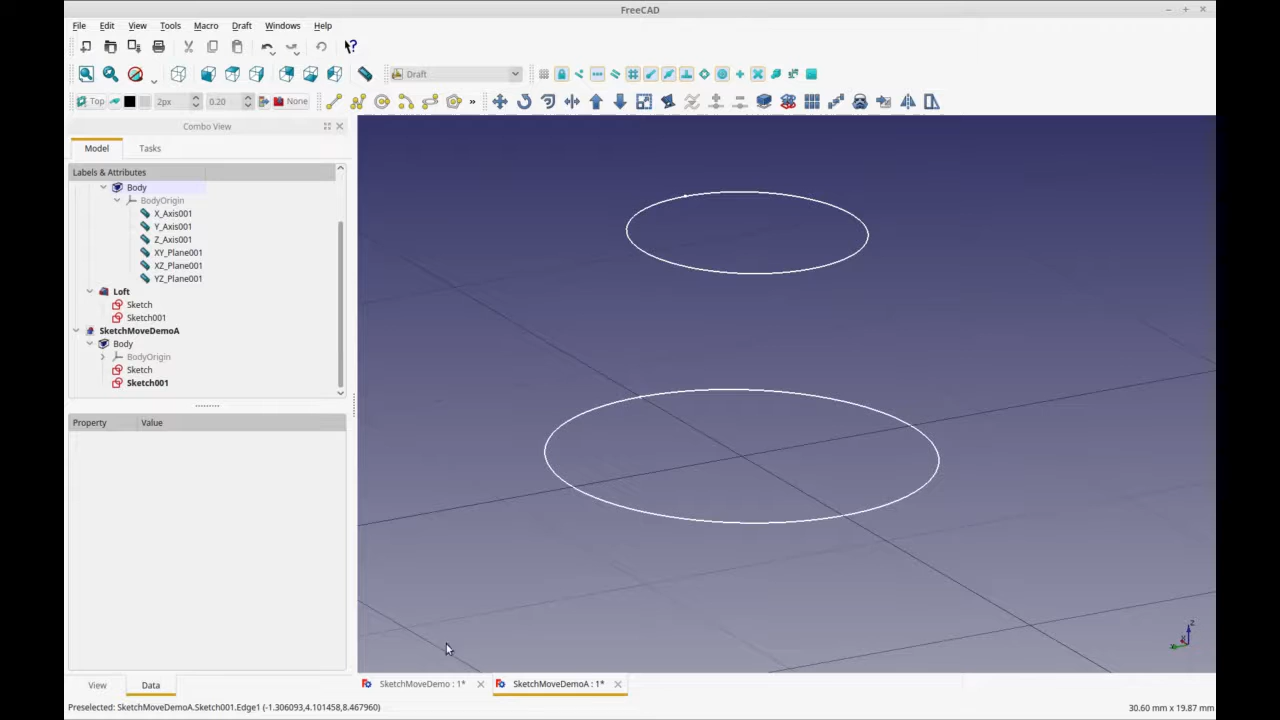 FreeCAD
File Edit View Tools Macro Draft Windows Help
Draft
Top 2px 0.20 None »
Combo View
Model Tasks
Labels & Attributes
Body
BodyOrigin
X_Axis001
Y_Axis001
Z_Axis001
XY_Plane001
XZ_Plane001
YZ_Plane001
Loft
Sketch
Sketch001
SketchMoveDemoA
Body
BodyOrigin
Sketch
Sketch001
Property Value
Z
X
View Data
SketchMoveDemo : 1* SketchMoveDemoA : 1*
Preselected: SketchMoveDemoA.Sketch001.Edge1 (-1.306093,4.101458,8.467960) 30.60 mm x 19.87 mm